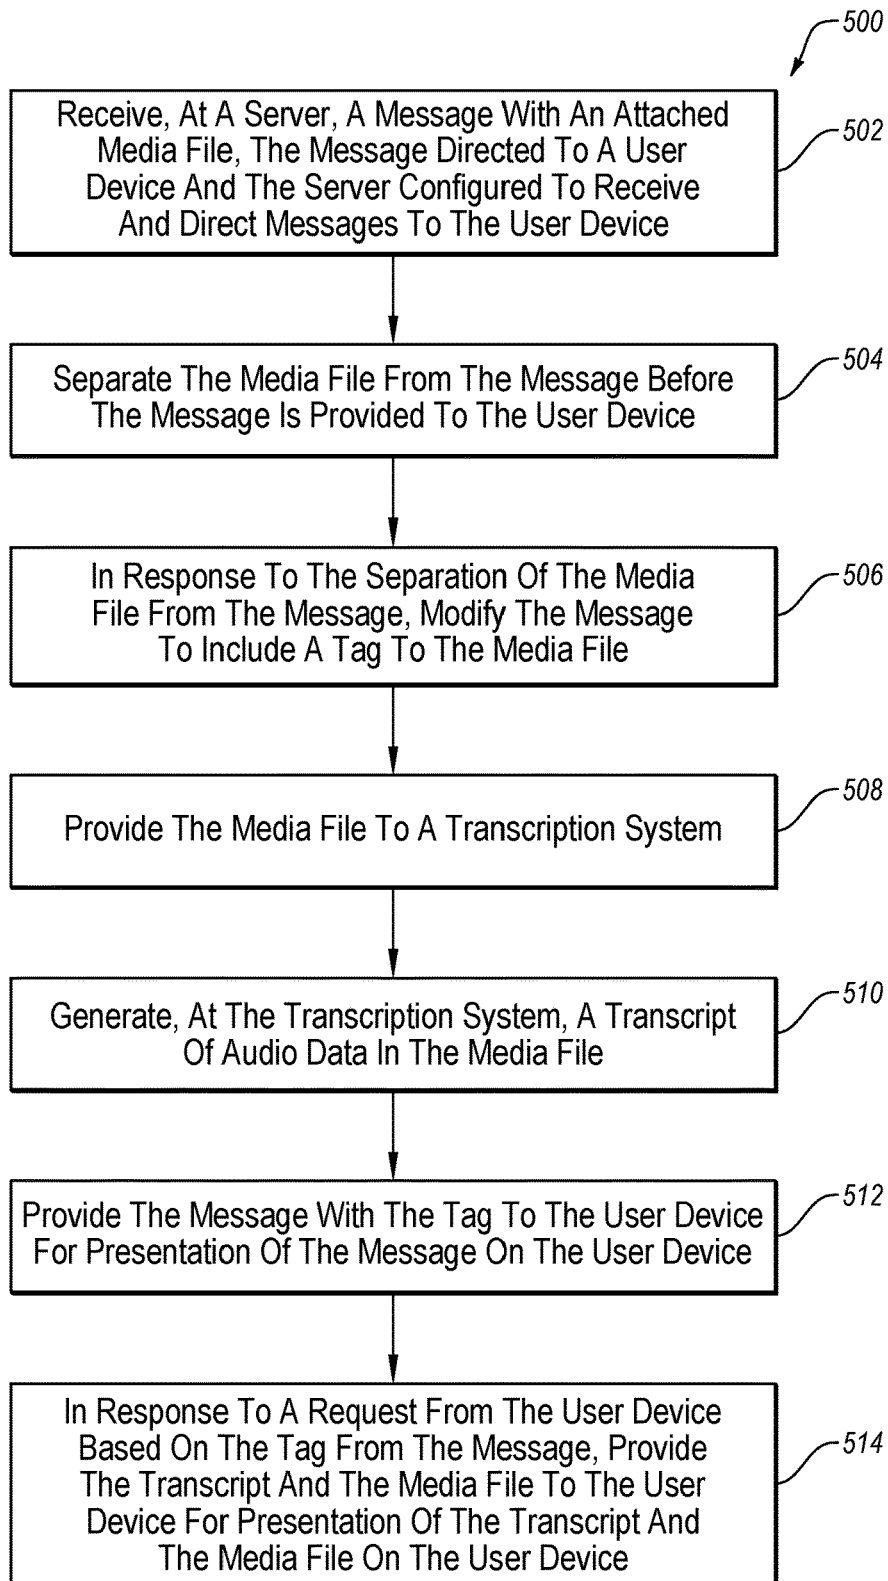 500
Receive, At A Server, A Message With An Attached
Media File, The Message Directed To A User
Device And The Server Configured To Receive
And Direct Messages To The User Device
502
Separate The Media File From The Message Before
The Message Is Provided To The User Device
504
In Response To The Separation Of The Media
File From The Message, Modify The Message
To Include A Tag To The Media File
506
Provide The Media File To A Transcription System
508
Generate, At The Transcription System, A Transcript
Of Audio Data In The Media File
510
Provide The Message With The Tag To The User Device
For Presentation Of The Message On The User Device
512
In Response To A Request From The User Device
Based On The Tag From The Message, Provide
The Transcript And The Media File To The User
Device For Presentation Of The Transcript And
The Media File On The User Device
514